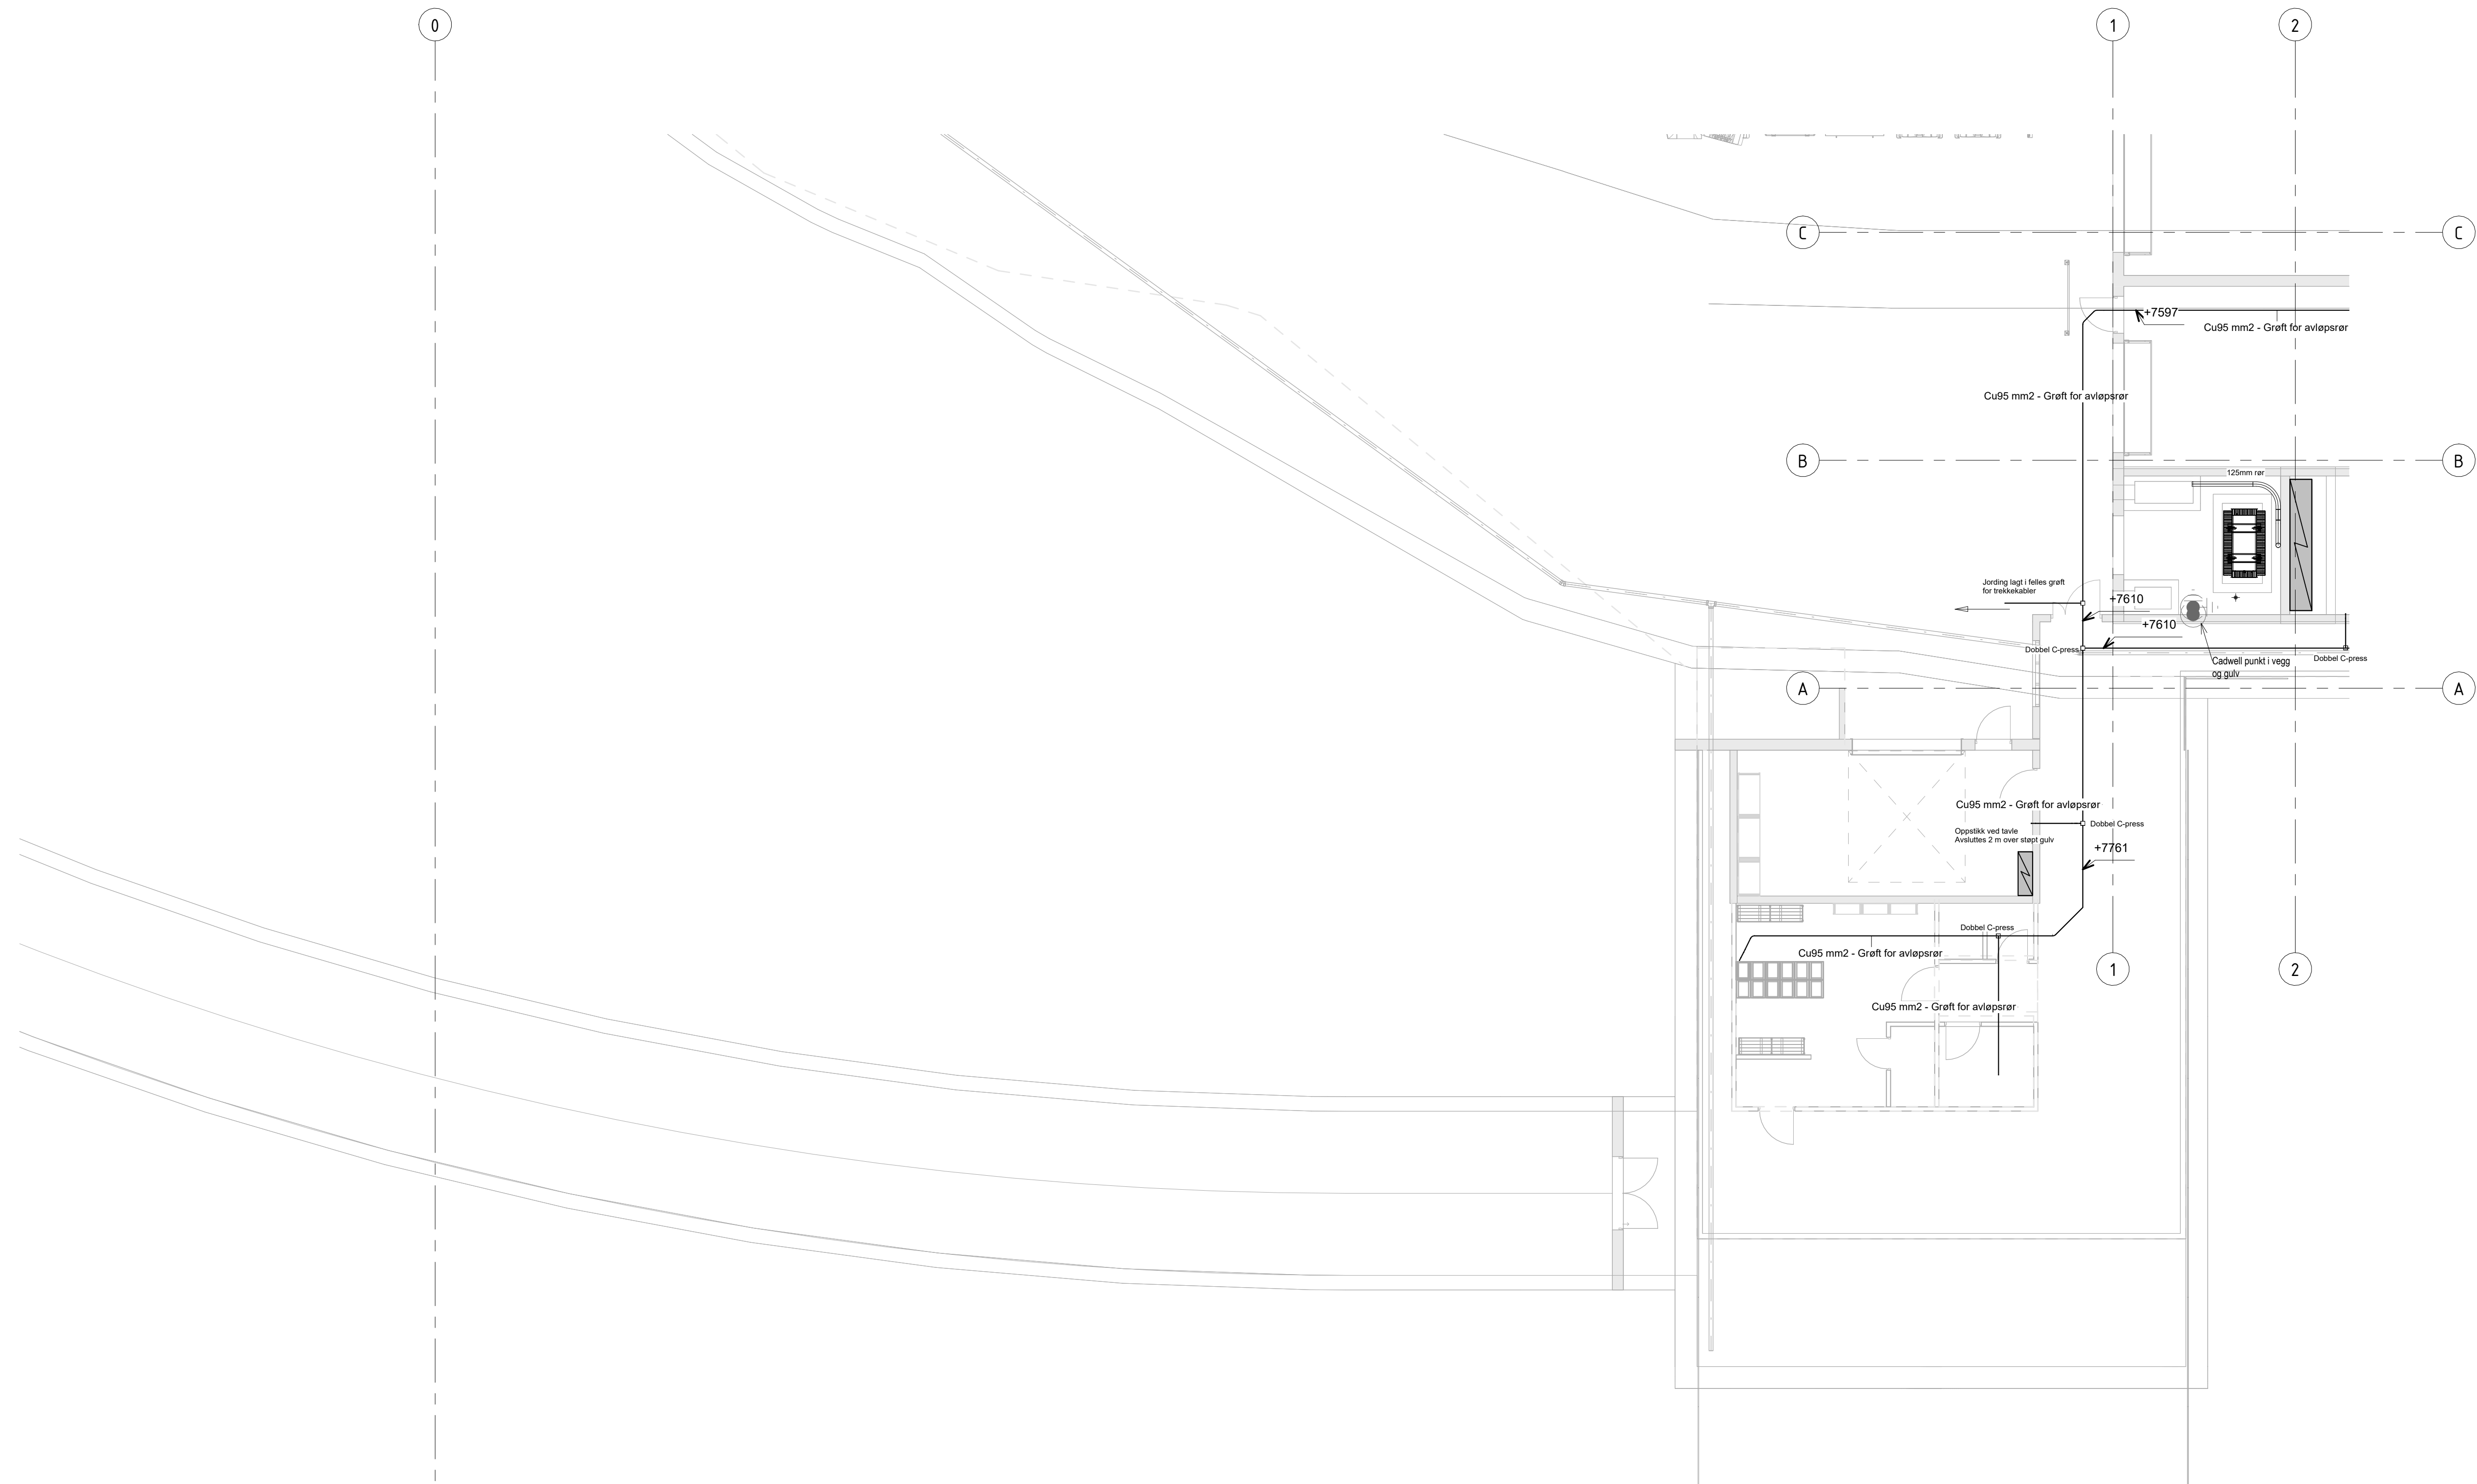 0
1
2
C
C
+7597
Cu95 mm2 - Grøft for avløpsrør
Cu95 mm2 - Grøft for avløpsrør
B
B
125mm rør
Jording lagt i felles grøft
for trekkekabler
+7610
+7610
Dobbel C-press
Cadwell punkt i vegg
og gulv
Dobbel C-press
A
A
Cu95 mm2 - Grøft for avløpsrør
Dobbel C-press
Oppstikk ved tavle
Avsluttes 2 m over støpt gulv
+7761
Dobbel C-press
Cu95 mm2 - Grøft for avløpsrør
1
2
Cu95 mm2 - Grøft for avløpsrør